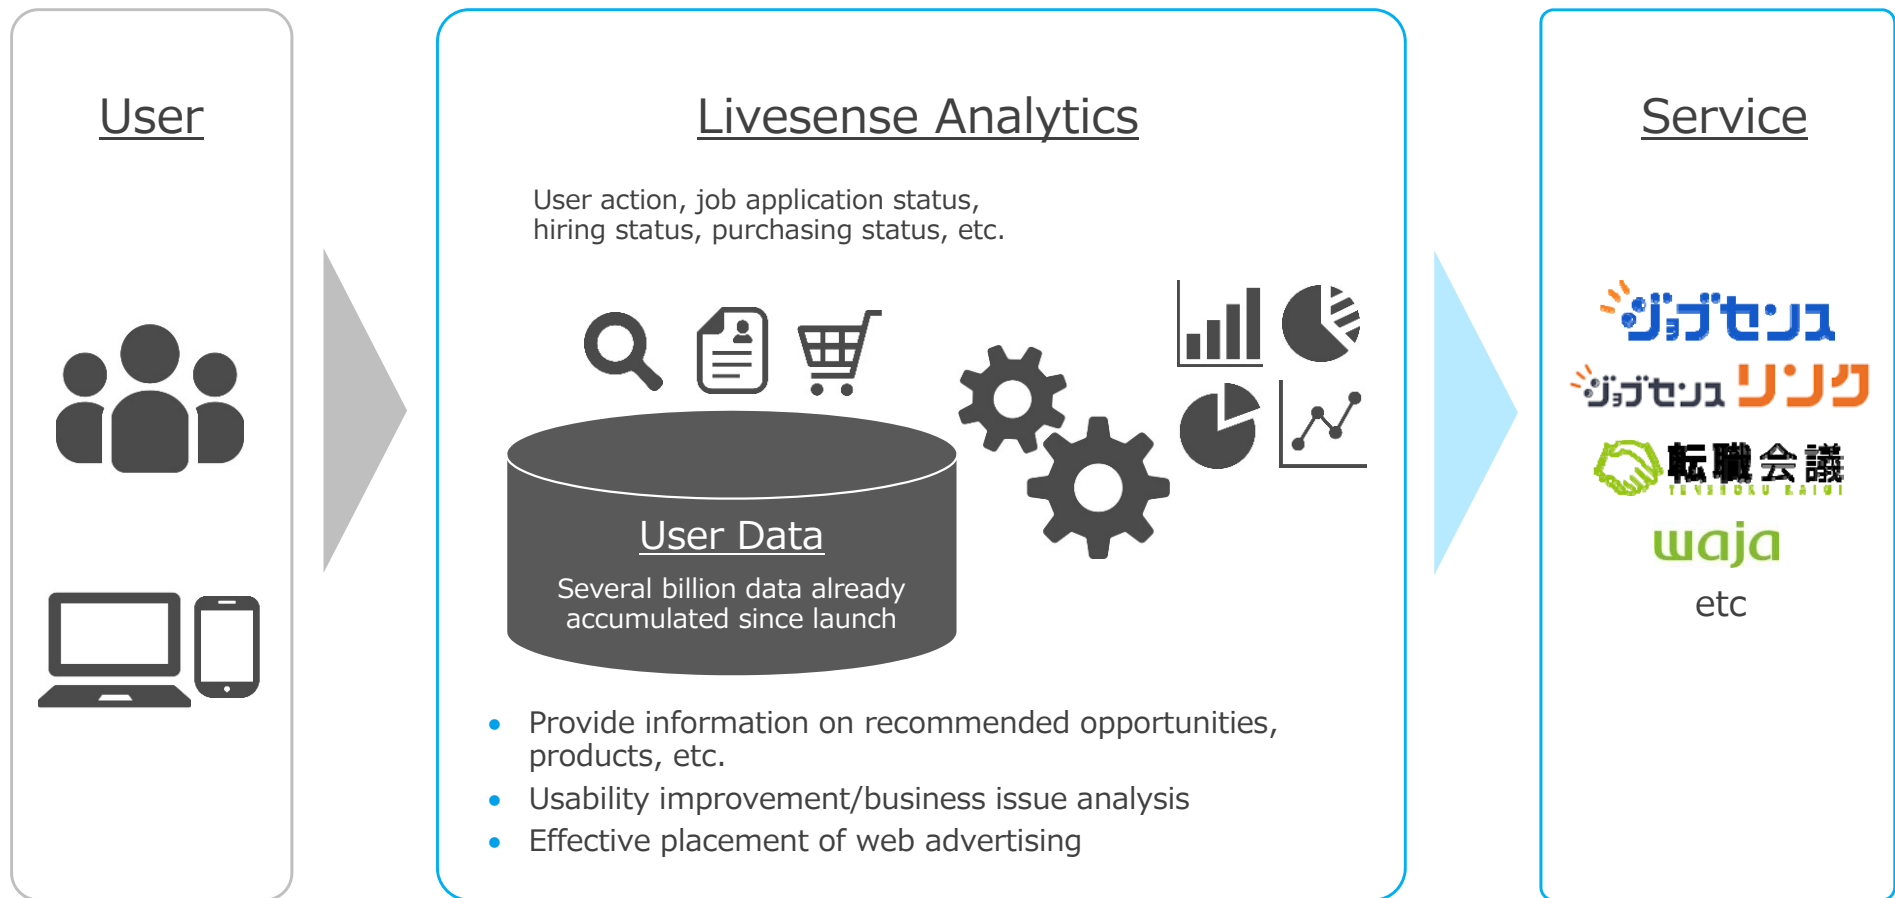 User
Livesense Analytics
User action, job application status,
hiring status, purchasing status, etc.
User Data
Several billion data already
accumulated since launch
• Provide information on recommended opportunities,
products, etc.
• Usability improvement/business issue analysis
• Effective placement of web advertising
Service
ジョブセンス
ジョブセンスリンク
転職会議
TENSHOKU KAIGI
waja
etc